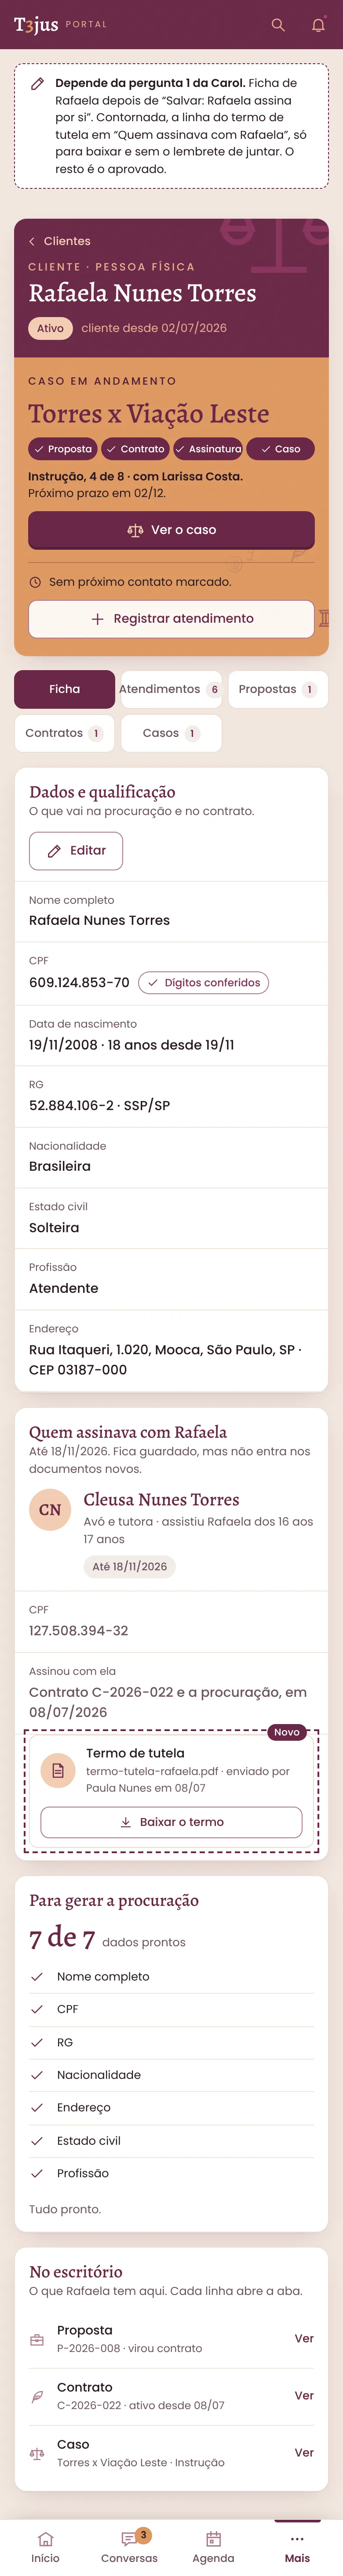 T3jus PORTAL
Depende da pergunta 1 da Carol. Ficha de
Rafaela depois de “Salvar: Rafaela assina
por si”. Contornada, a linha do termo de
tutela em “Quem assinava com Rafaela”, só
para baixar e sem o lembrete de juntar. O
resto é o aprovado.
Clientes
CLIENTE · PESSOA FÍSICA
Rafaela Nunes Torres
Ativo cliente desde 02/07/2026
CASO EM ANDAMENTO
Torres x Viação Leste
Proposta Contrato Assinatura Caso
Instrução, 4 de 8 · com Larissa Costa.
Próximo prazo em 02/12.
Ver o caso
Sem próximo contato marcado.
Registrar atendimento
Ficha Atendimentos 6 Propostas 1
Contratos 1 Casos 1
Dados e qualificação
O que vai na procuração e no contrato.
Editar
Nome completo
Rafaela Nunes Torres
CPF
609.124.853-70 Dígitos conferidos
Data de nascimento
19/11/2008 · 18 anos desde 19/11
RG
52.884.106-2 · SSP/SP
Nacionalidade
Brasileira
Estado civil
Solteira
Profissão
Atendente
Endereço
Rua Itaqueri, 1.020, Mooca, São Paulo, SP ·
CEP 03187-000
Quem assinava com Rafaela
Até 18/11/2026. Fica guardado, mas não entra nos
documentos novos.
CN
Cleusa Nunes Torres
Avó e tutora · assistiu Rafaela dos 16 aos
17 anos
Até 18/11/2026
CPF
127.508.394-32
Assinou com ela
Contrato C-2026-022 e a procuração, em
08/07/2026
Novo
Termo de tutela
termo-tutela-rafaela.pdf · enviado por
Paula Nunes em 08/07
Baixar o termo
Para gerar a procuração
7 de 7 dados prontos
Nome completo
CPF
RG
Nacionalidade
Endereço
Estado civil
Profissão
Tudo pronto.
No escritório
O que Rafaela tem aqui. Cada linha abre a aba.
Proposta
P-2026-008 · virou contrato
Ver
Contrato
C-2026-022 · ativo desde 08/07
Ver
Caso
Torres x Viação Leste · Instrução
Ver
3
Início Conversas Agenda Mais